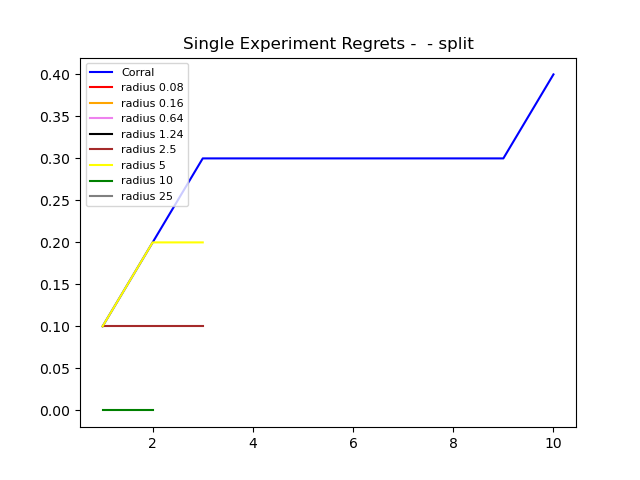 Single Experiment Regrets -  - split
Corral
radius 0.08
radius 0.16
radius 0.64
radius 1.24
radius 2.5
radius 5
radius 10
radius 25
0.40
0.35
0.30
0.25
0.20
0.15
0.10
0.05
0.00
2 4 6 8 10